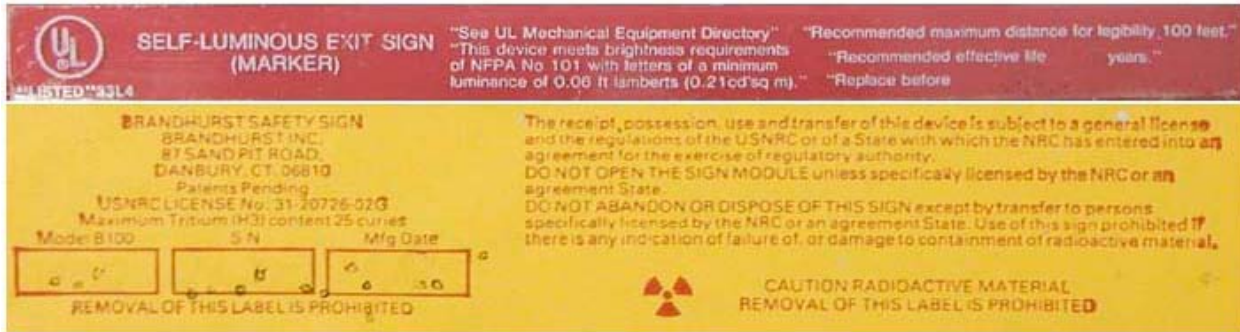 UL
"LISTED" 33L4
SELF-LUMINOUS EXIT SIGN
(MARKER)
"See UL Mechanical Equipment Directory"
"This device meets brightness requirements
of NFPA No 101 with letters of a minimum
luminance of 0.06 ft lamberts (0.21cd'sq m)."
"Recommended maximum distance for legibility 100 feet."
"Recommended effective life years."
"Replace before
BRANDHURST SAFETY SIGN
BRANDHURST INC.
87 SAND PIT ROAD,
DANBURY, CT. 06810
Patents Pending
USNRC LICENSE No. 31-20726-02G
Maximum Tritium (H3) content 25 curies
Model B100 S N Mfg Date
REMOVAL OF THIS LABEL IS PROHIBITED
The receipt, possession, use and transfer of this device is subject to a general license
and the regulations of the USNRC or of a State with which the NRC has entered into an
agreement for the exercise of regulatory authority.
DO NOT OPEN THE SIGN MODULE unless specifically licensed by the NRC or an
agreement State.
DO NOT ABANDON OR DISPOSE OF THIS SIGN except by transfer to persons
specifically licensed by the NRC or an agreement State. Use of this sign prohibited if
there is any indication of failure of, or damage to containment of radioactive material.
CAUTION RADIOACTIVE MATERIAL
REMOVAL OF THIS LABEL IS PROHIBITED